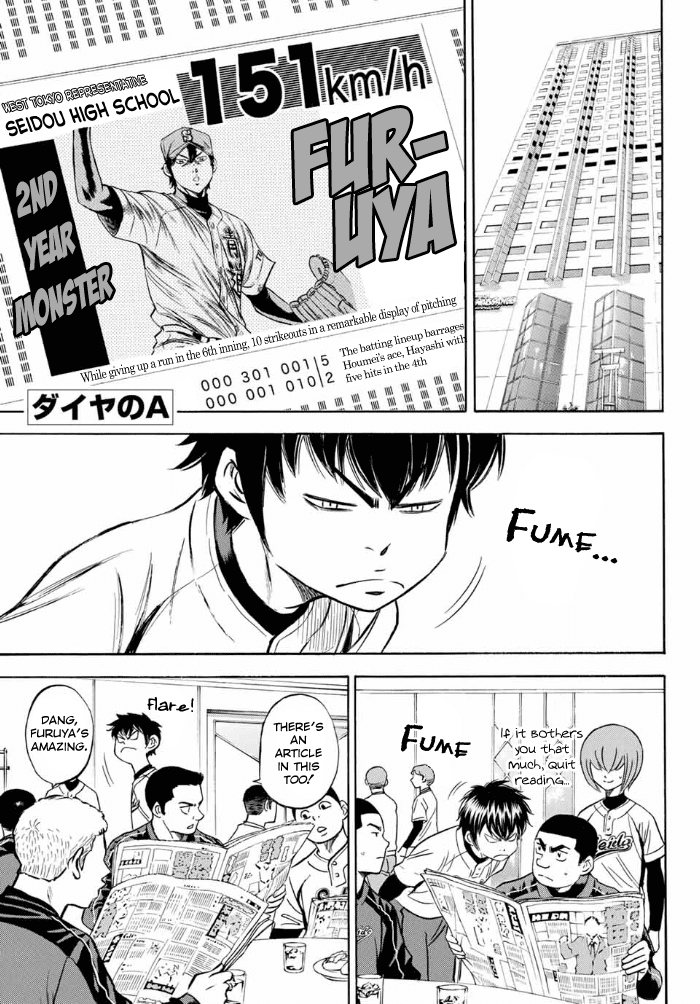 151km/h
WEST TOKYO REPRESENTATIVE
SEIDOU HIGH SCHOOL
FUR-
UYA
2ND
YEAR
MONSTER
While giving up a run in the 6th inning, 10 strikeouts in a remarkable display of pitching
The batting lineup barrages
Houmei's ace, Hayashi with
five hits in the 4th
000 301 001 | 5
000 001 010 | 2
ダイヤのA
FUME...
DANG,
FURUYA'S
AMAZING.
flare!
THERE'S
AN
ARTICLE
IN THIS
TOO!
FUME
If it bothers
you that
much, quit
reading...